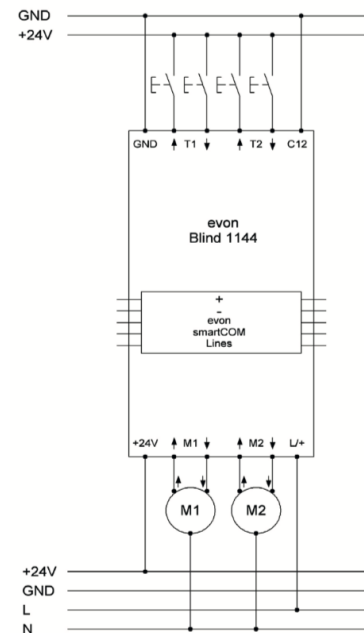 GND
+24V
GND T1 T2 C12
evon
Blind 1144
+
-
evon
smartCOM
Lines
+24V M1 M2 L/+
M1 M2
+24V
GND
L
N